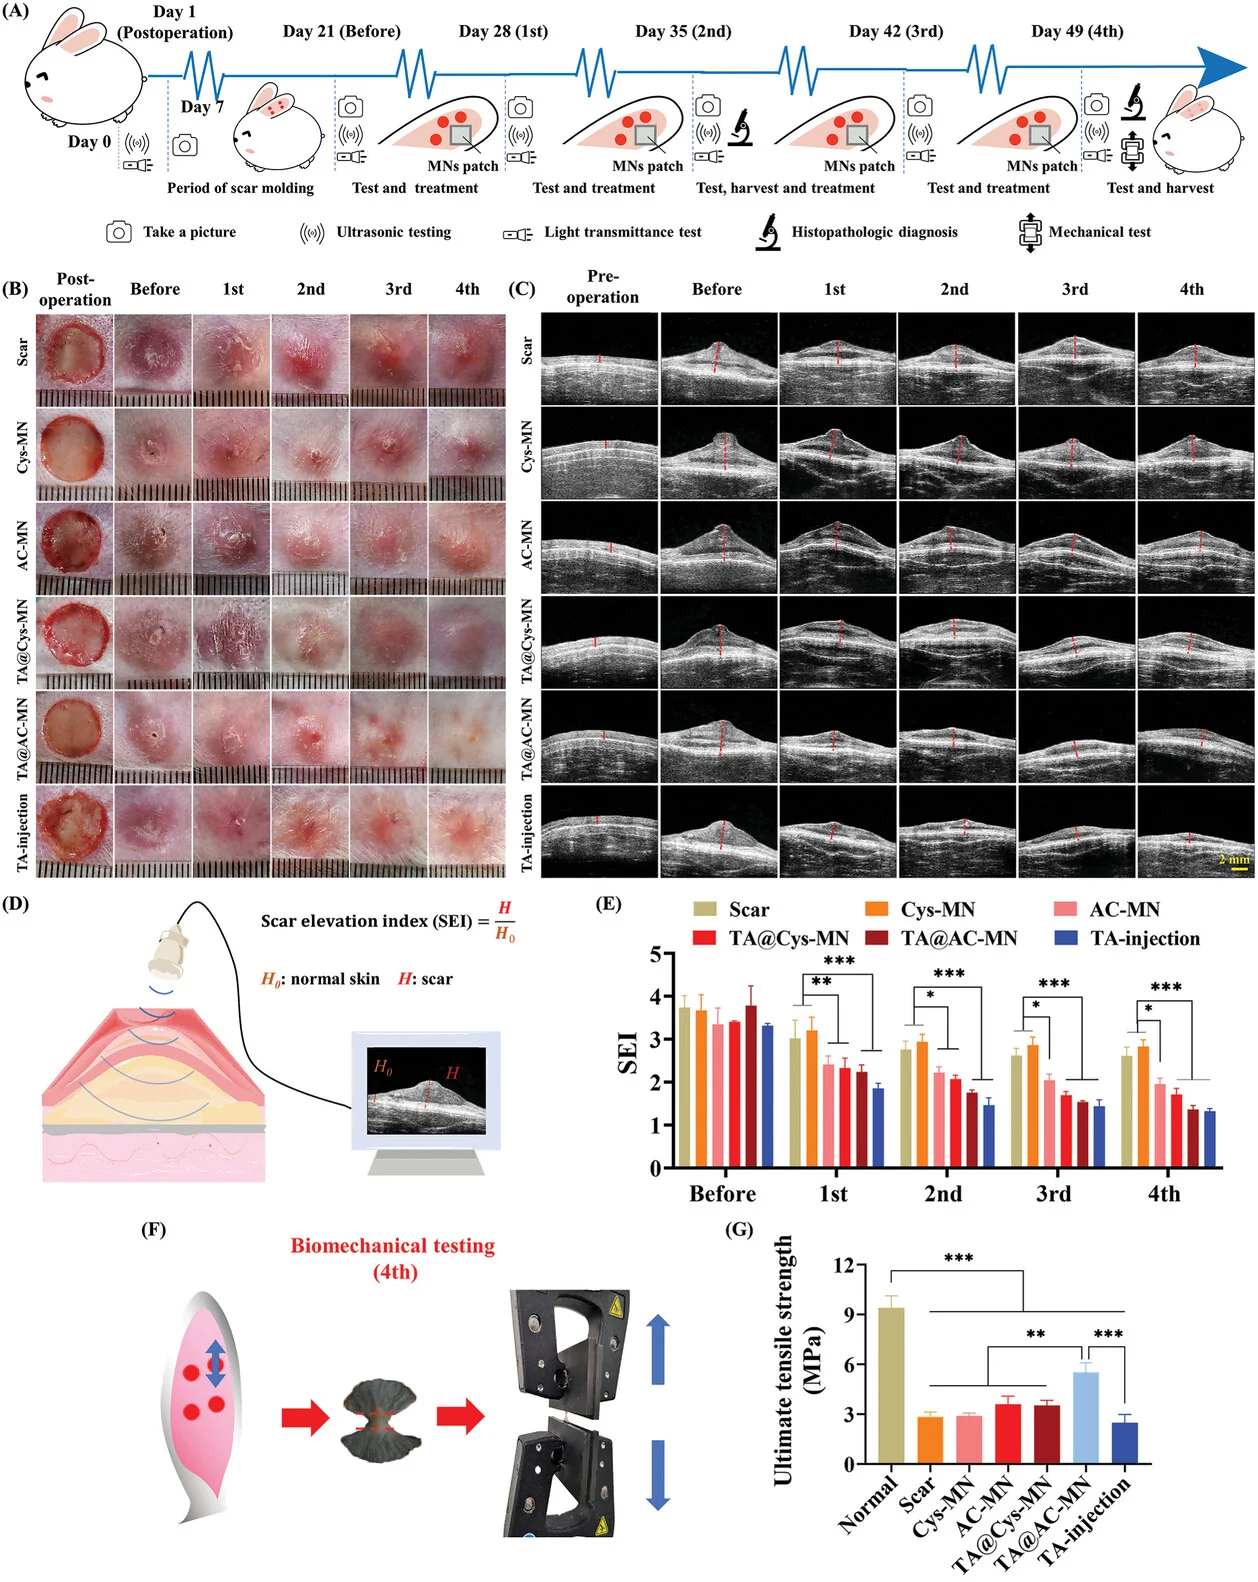 (A)
Day 1
(Postoperation)
Day 21 (Before)
Day 28 (1st)
Day 35 (2nd)
Day 42 (3rd)
Day 49 (4th)
Day 7
Day 0
MNs patch
MNs patch
MNs patch
MNs patch
Period of scar molding
Test and treatment
Test and treatment
Test, harvest and treatment
Test and treatment
Test and harvest
Take a picture
Ultrasonic testing
Light transmittance test
Histopathologic diagnosis
Mechanical test
(B)
Post-
operation
Before
1st
2nd
3rd
4th
Scar
Cys-MN
AC-MN
TA@Cys-MN
TA@AC-MN
TA-injection
(C)
Pre-
operation
Before
1st
2nd
3rd
4th
Scar
Cys-MN
AC-MN
TA@Cys-MN
TA@AC-MN
TA-injection
2 mm
(D)
Scar elevation index (SEI) = H/H0
H0: normal skin H: scar
H0
H
(E)
Scar
Cys-MN
AC-MN
TA@Cys-MN
TA@AC-MN
TA-injection
SEI
5
4
3
2
1
0
***
**
***
*
***
*
***
*
Before
1st
2nd
3rd
4th
(F)
Biomechanical testing
(4th)
(G)
Ultimate tensile strength
(MPa)
12
9
6
3
0
***
**
***
Normal
Scar
Cys-MN
AC-MN
TA@Cys-MN
TA@AC-MN
TA-injection